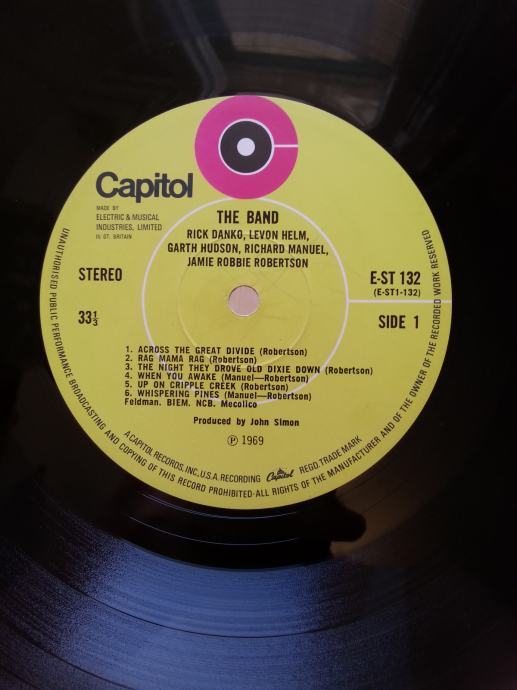 Capitol
MADE BY
ELECTRIC & MUSICAL
INDUSTRIES, LIMITED
IN GT. BRITAIN
THE BAND
RICK DANKO, LEVON HELM,
GARTH HUDSON, RICHARD MANUEL,
JAMIE ROBBIE ROBERTSON
STEREO
33⅓
E-ST 132
(E-ST1-132)
SIDE 1
1. ACROSS THE GREAT DIVIDE (Robertson)
2. RAG MAMA RAG (Robertson)
3. THE NIGHT THEY DROVE OLD DIXIE DOWN (Robertson)
4. WHEN YOU AWAKE (Manuel—Robertson)
5. UP ON CRIPPLE CREEK (Robertson)
6. WHISPERING PINES (Manuel—Robertson)
Feldman. BIEM. NCB. Mecolico
Produced by John Simon
Ⓟ 1969
A CAPITOL RECORDS, INC., U.S.A. RECORDING Capitol REGD. TRADE MARK
UNAUTHORISED PUBLIC PERFORMANCE BROADCASTING AND COPYING OF THIS RECORD PROHIBITED·ALL RIGHTS OF THE MANUFACTURER AND OF THE OWNER OF THE RECORDED WORK RESERVED